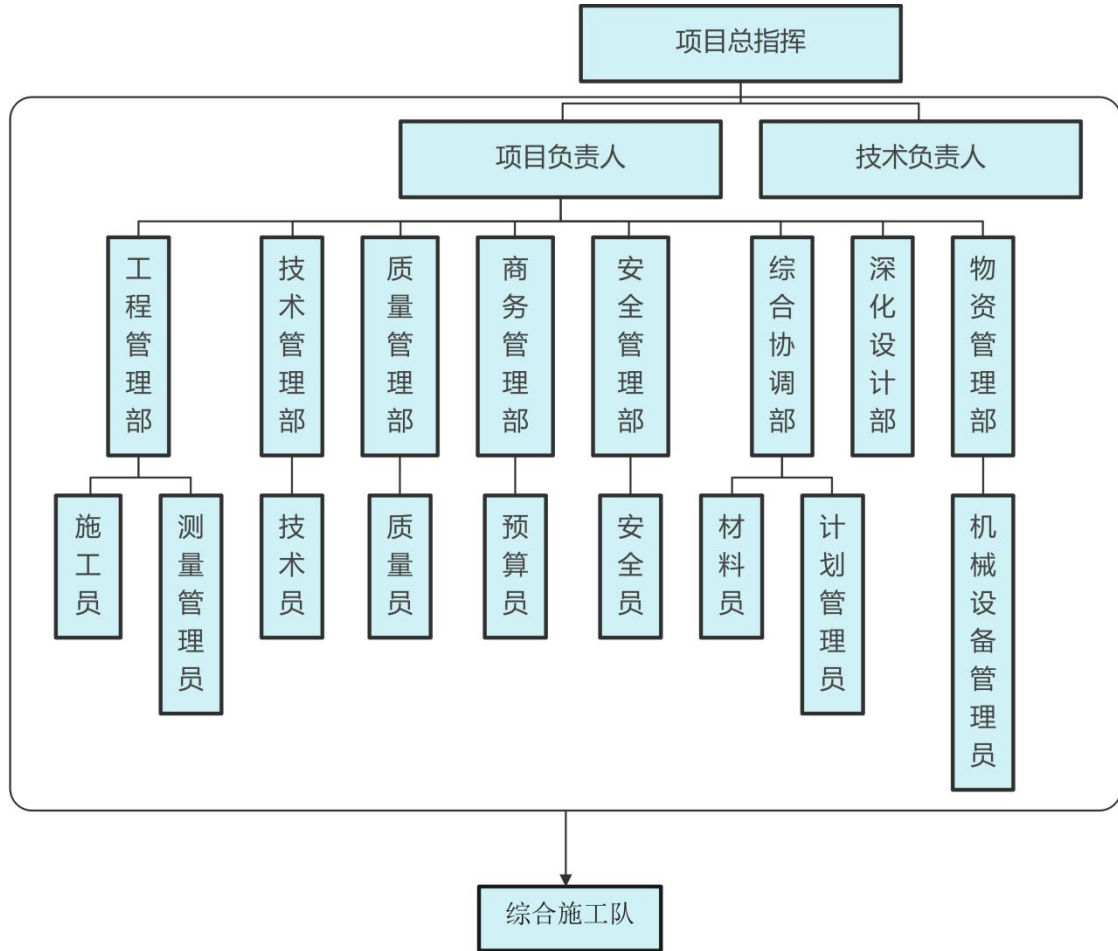 项目总指挥
项目负责人
技术负责人
工程管理部
技术管理部
质量管理部
商务管理部
安全管理部
综合协调部
深化设计部
物资管理部
施工员
测量管理员
技术员
质量员
预算员
安全员
材料员
计划管理员
机械设备管理员
综合施工队